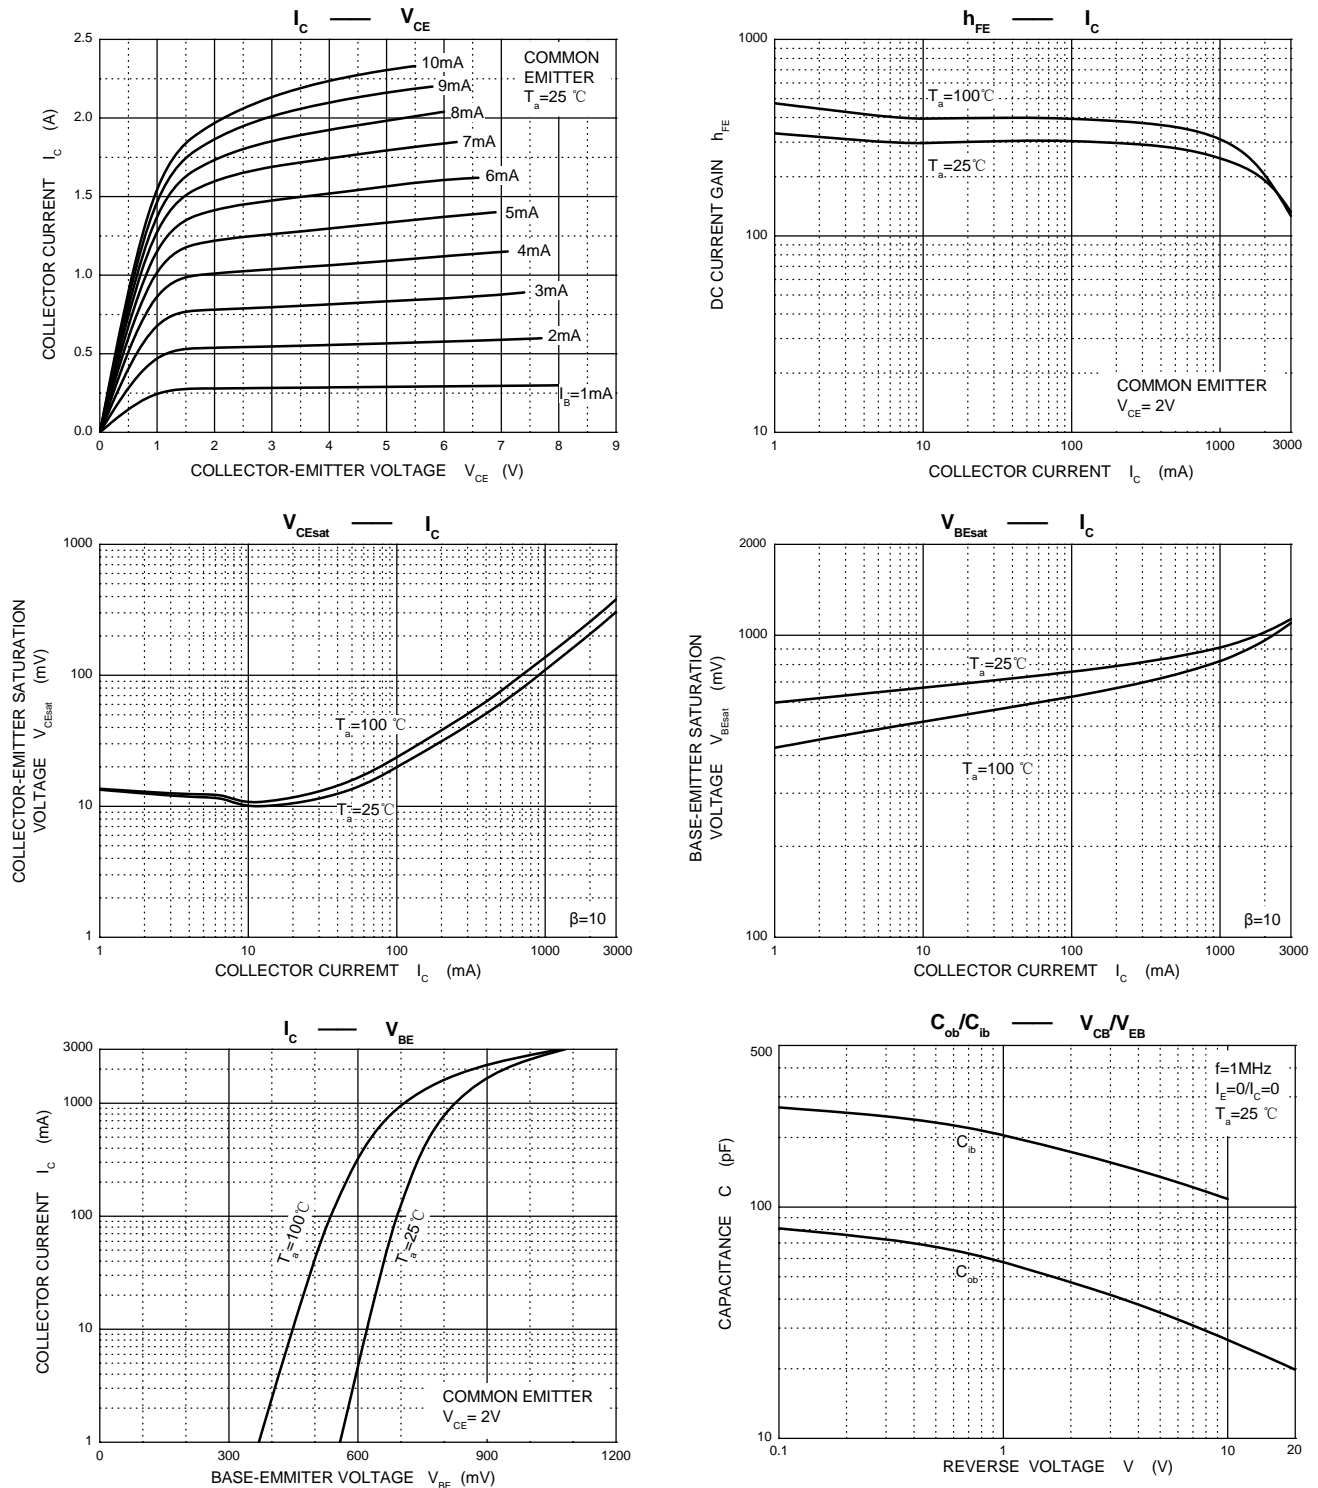 I_C —— V_CE
COLLECTOR CURRENT I_C (A)
2.5
2.0
1.5
1.0
0.5
0.0
10mA
9mA
8mA
7mA
6mA
5mA
4mA
3mA
2mA
I_B=1mA
COMMON
EMITTER
T_a=25 ℃
0 1 2 3 4 5 6 7 8 9
COLLECTOR-EMITTER VOLTAGE V_CE (V)
h_FE —— I_C
DC CURRENT GAIN h_FE
1000
100
10
T_a=100℃
T_a=25℃
COMMON EMITTER
V_CE= 2V
1 10 100 1000 3000
COLLECTOR CURRENT I_C (mA)
V_CEsat —— I_C
COLLECTOR-EMITTER SATURATION
VOLTAGE V_CEsat (mV)
1000
100
10
1
T_a=100 ℃
T_a=25℃
β=10
1 10 100 1000 3000
COLLECTOR CURREMT I_C (mA)
V_BEsat —— I_C
BASE-EMITTER SATURATION
VOLTAGE V_BEsat (mV)
2000
1000
100
T_a=25℃
T_a=100 ℃
β=10
1 10 100 1000 3000
COLLECTOR CURREMT I_C (mA)
I_C —— V_BE
COLLECTOR CURRENT I_C (mA)
3000
1000
100
10
1
T_a=100℃
T_a=25℃
COMMON EMITTER
V_CE= 2V
0 300 600 900 1200
BASE-EMMITER VOLTAGE V_BE (mV)
C_ob/C_ib —— V_CB/V_EB
CAPACITANCE C (pF)
500
100
10
f=1MHz
I_E=0/I_C=0
T_a=25 ℃
C_ib
C_ob
0.1 1 10 20
REVERSE VOLTAGE V (V)